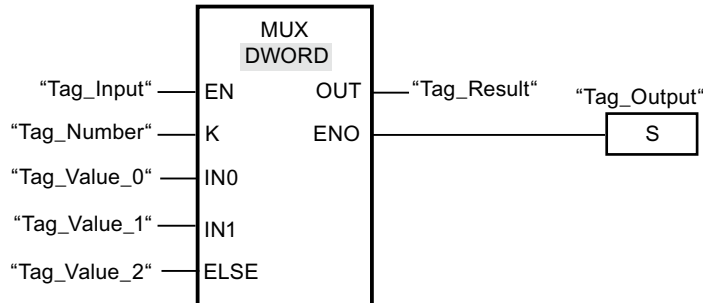 MUX
DWORD
“Tag_Input“ EN OUT “Tag_Result“ “Tag_Output“
“Tag_Number“ K ENO S
“Tag_Value_0“ IN0
“Tag_Value_1“ IN1
“Tag_Value_2“ ELSE